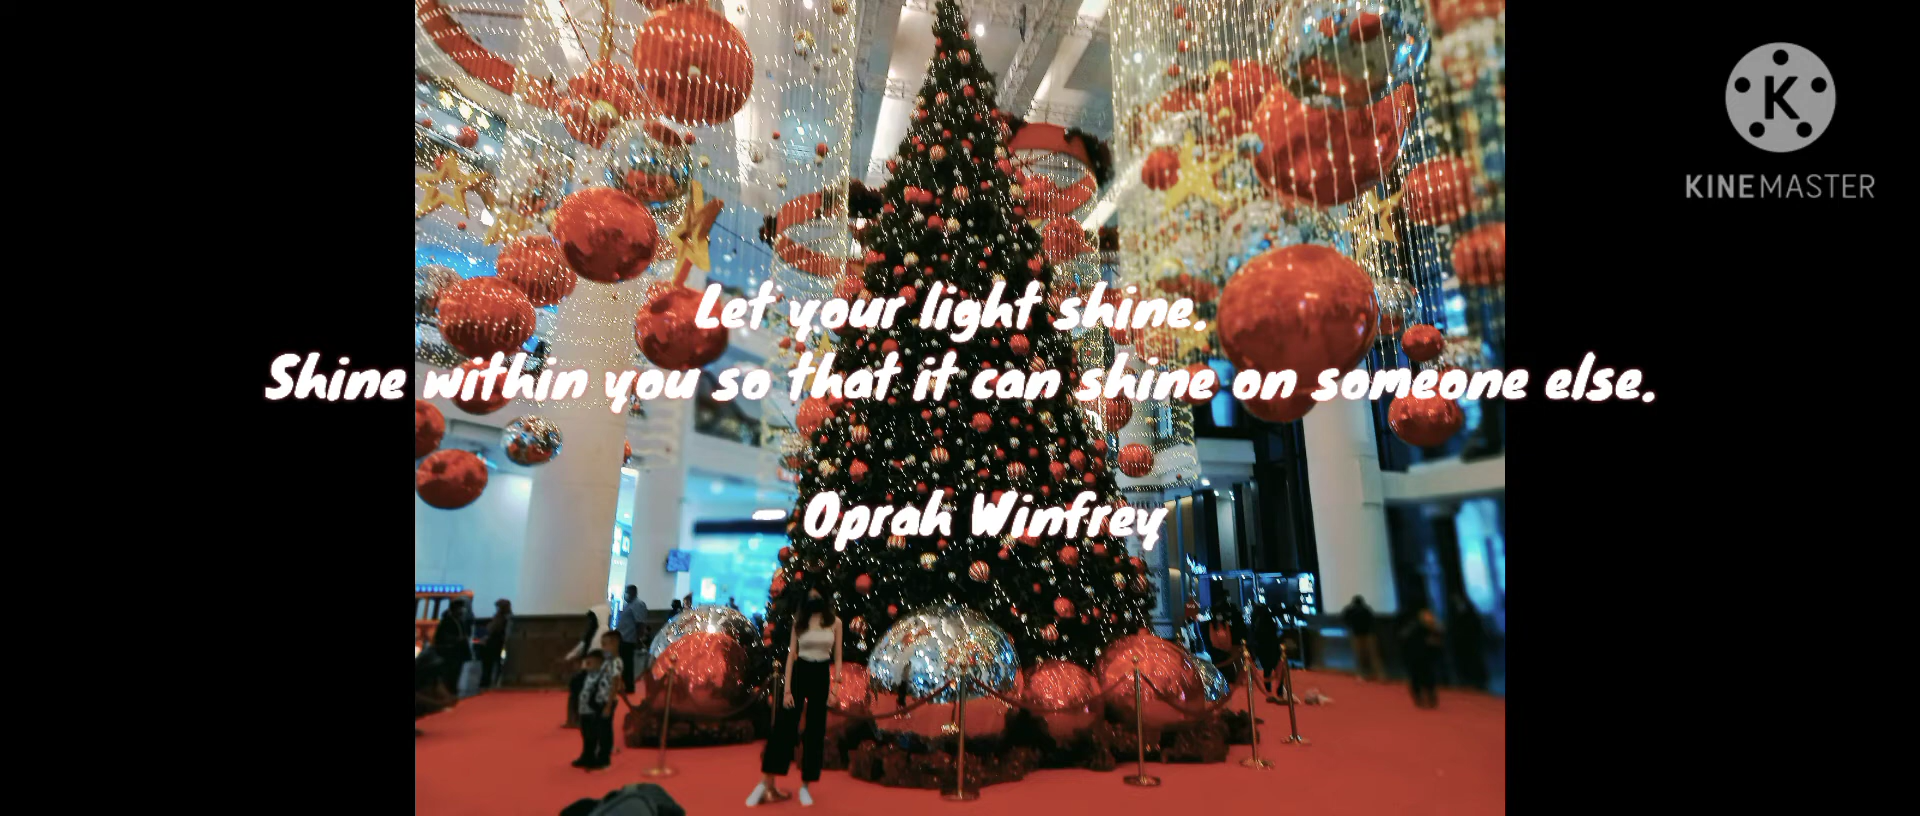 KINEMASTER
Let your light shine.
Shine within you so that it can shine on someone else.
- Oprah Winfrey